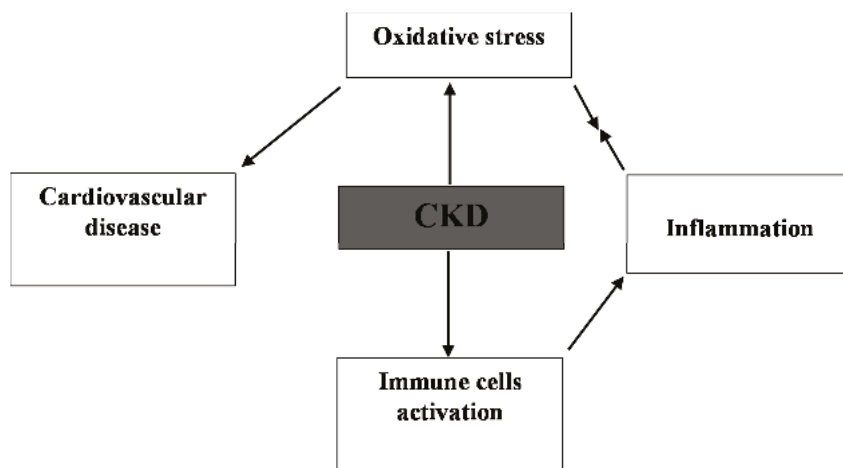 Oxidative stress
Cardiovascular
disease
CKD
Inflammation
Immune cells
activation